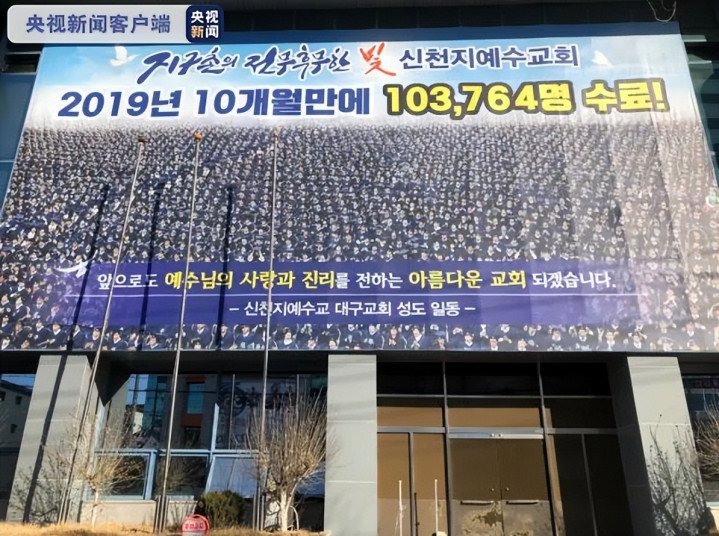 央视新闻客户端 央视新闻
지구촌의 전무후무한 빛 신천지예수교회
2019년 10개월만에 103,764명 수료!
앞으로도 예수님의 사랑과 진리를 전하는 아름다운 교회 되겠습니다.
– 신천지예수교 대구교회 성도 일동 –